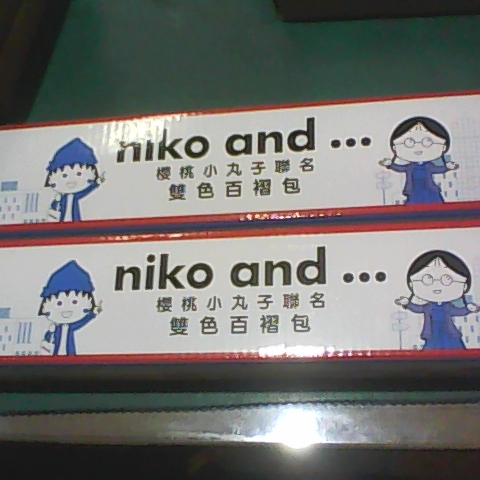 niko and ...
櫻桃小丸子聯名
雙色百褶包
niko and ...
櫻桃小丸子聯名
雙色百褶包